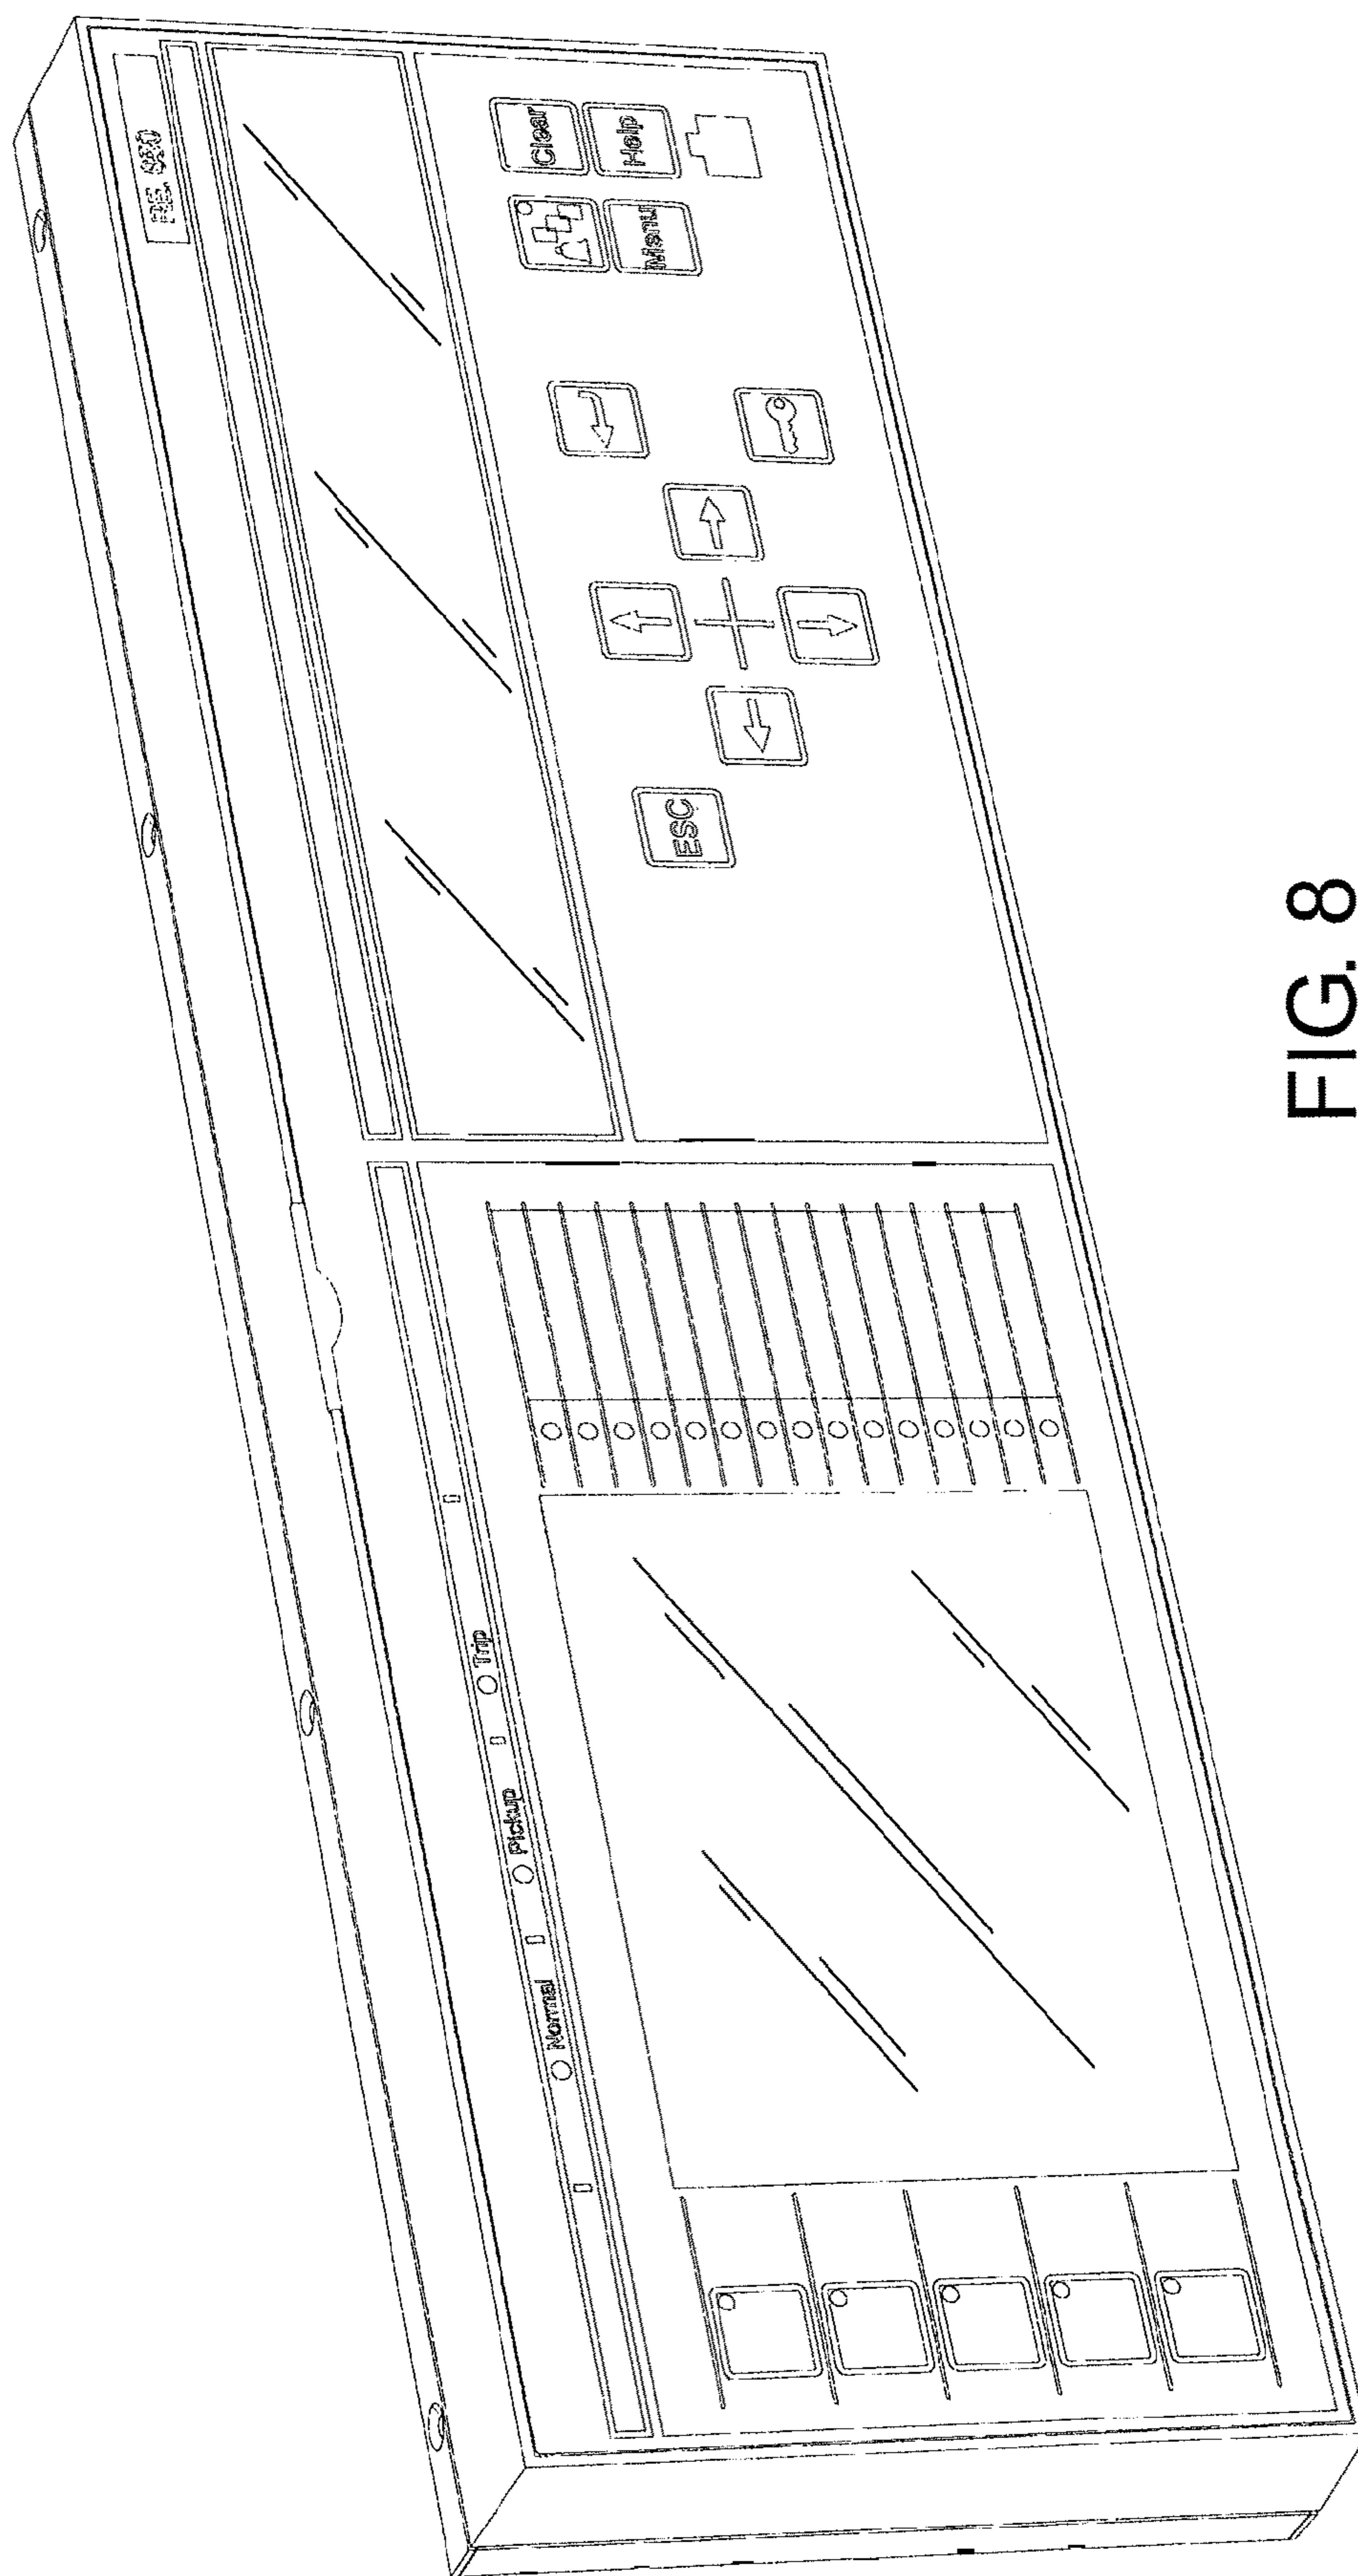 Normal
Pickup
Trip
ESC
Menu
Clear
Help
FIG. 8